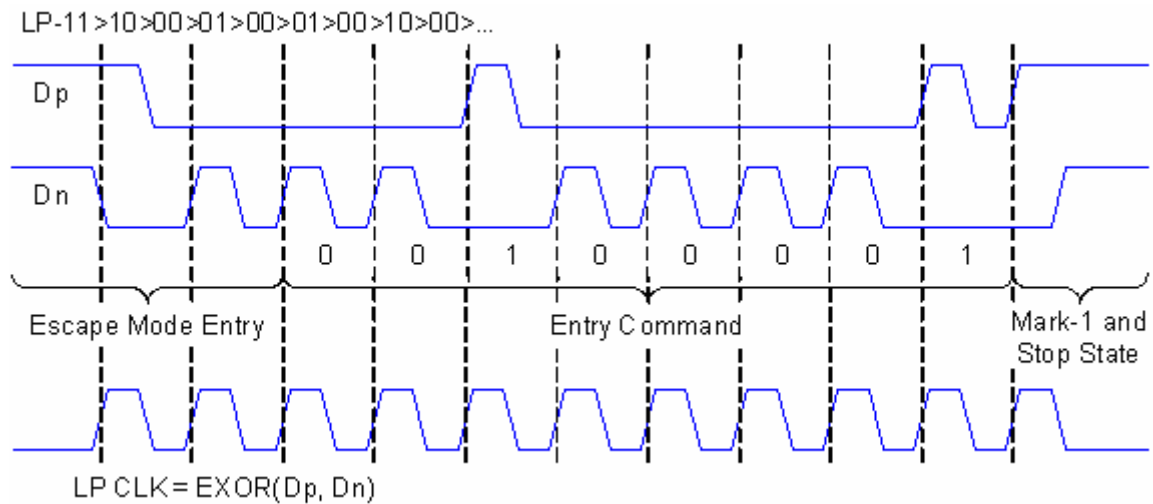 LP-11>10>00>01>00>01>00>10>00>...
Dp
Dn
0 0 1 0 0 0 0 1
Escape Mode Entry
Entry Command
Mark-1 and
Stop State
LP CLK = EXOR(Dp, Dn)